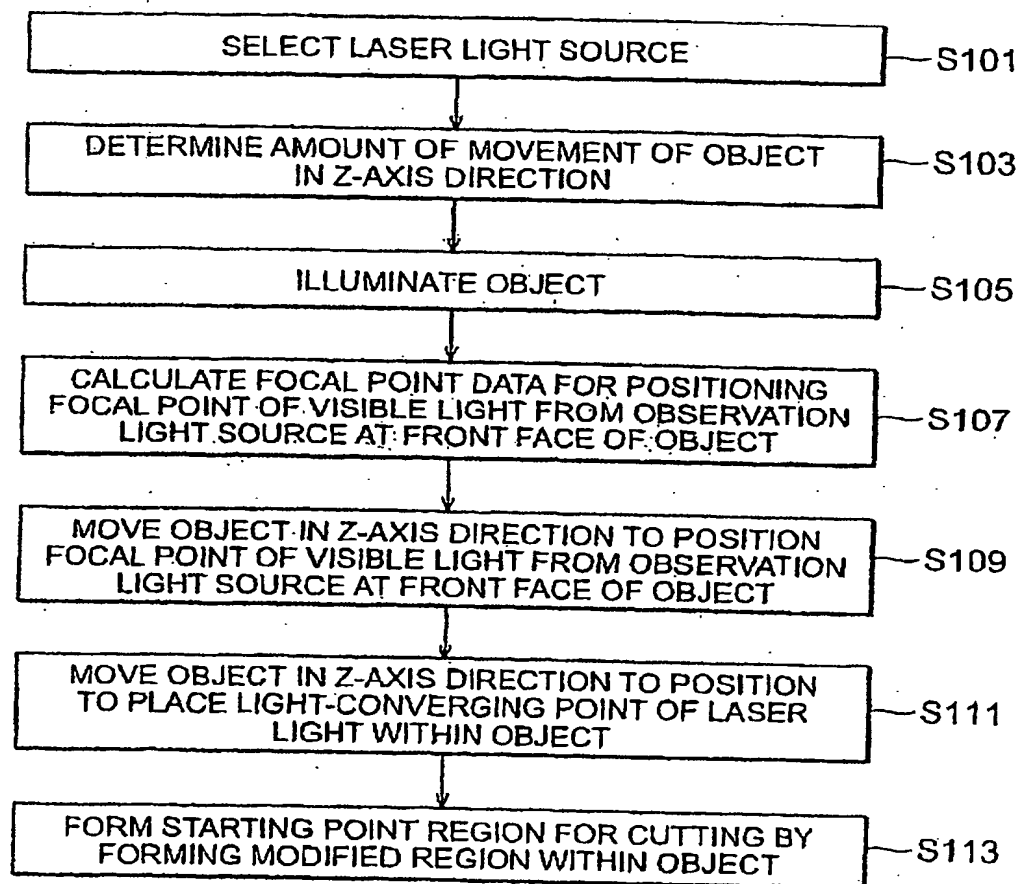 SELECT LASER LIGHT SOURCE
S101
DETERMINE AMOUNT OF MOVEMENT OF OBJECT
IN Z-AXIS DIRECTION
S103
ILLUMINATE OBJECT
S105
CALCULATE FOCAL POINT DATA FOR POSITIONING
FOCAL POINT OF VISIBLE LIGHT FROM OBSERVATION
LIGHT SOURCE AT FRONT FACE OF OBJECT
S107
MOVE OBJECT IN Z-AXIS DIRECTION TO POSITION
FOCAL POINT OF VISIBLE LIGHT FROM OBSERVATION
LIGHT SOURCE AT FRONT FACE OF OBJECT
S109
MOVE OBJECT IN Z-AXIS DIRECTION TO POSITION
TO PLACE LIGHT-CONVERGING POINT OF LASER
LIGHT WITHIN OBJECT
S111
FORM STARTING POINT REGION FOR CUTTING BY
FORMING MODIFIED REGION WITHIN OBJECT
S113